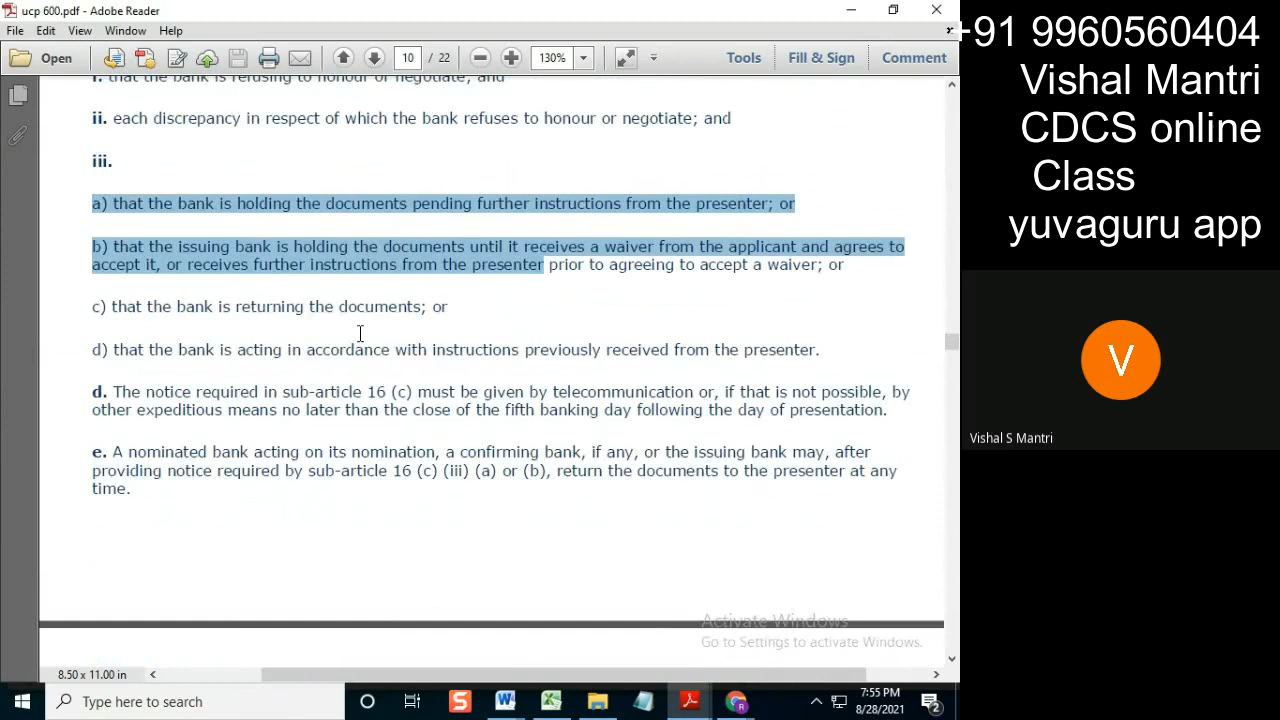 ucp 600.pdf - Adobe Reader
File Edit View Window Help
Open 10 / 22 130% Tools Fill & Sign Comment
i. that the bank is refusing to honour or negotiate; and
ii. each discrepancy in respect of which the bank refuses to honour or negotiate; and
iii.
a) that the bank is holding the documents pending further instructions from the presenter; or
b) that the issuing bank is holding the documents until it receives a waiver from the applicant and agrees to
accept it, or receives further instructions from the presenter prior to agreeing to accept a waiver; or
c) that the bank is returning the documents; or
d) that the bank is acting in accordance with instructions previously received from the presenter.
d. The notice required in sub-article 16 (c) must be given by telecommunication or, if that is not possible, by
other expeditious means no later than the close of the fifth banking day following the day of presentation.
e. A nominated bank acting on its nomination, a confirming bank, if any, or the issuing bank may, after
providing notice required by sub-article 16 (c) (iii) (a) or (b), return the documents to the presenter at any
time.
Activate Windows
Go to Settings to activate Windows.
8.50 x 11.00 in
Type here to search
7:55 PM
8/28/2021
2
+91 9960560404
Vishal Mantri
CDCS online
Class
yuvaguru app
V
Vishal S Mantri